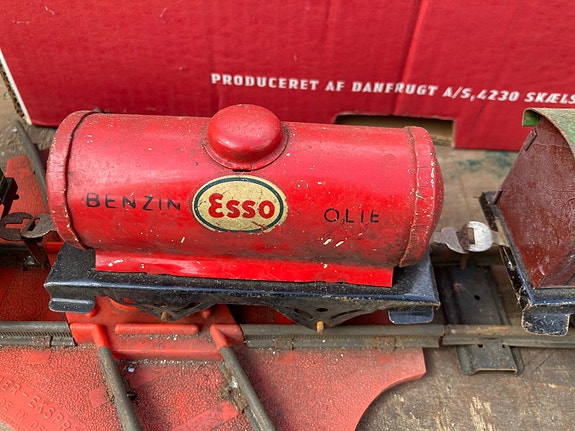 PRODUCERET AF DANFRUGT A/S, 4230 SKÆLS
BENZIN Esso OLIE